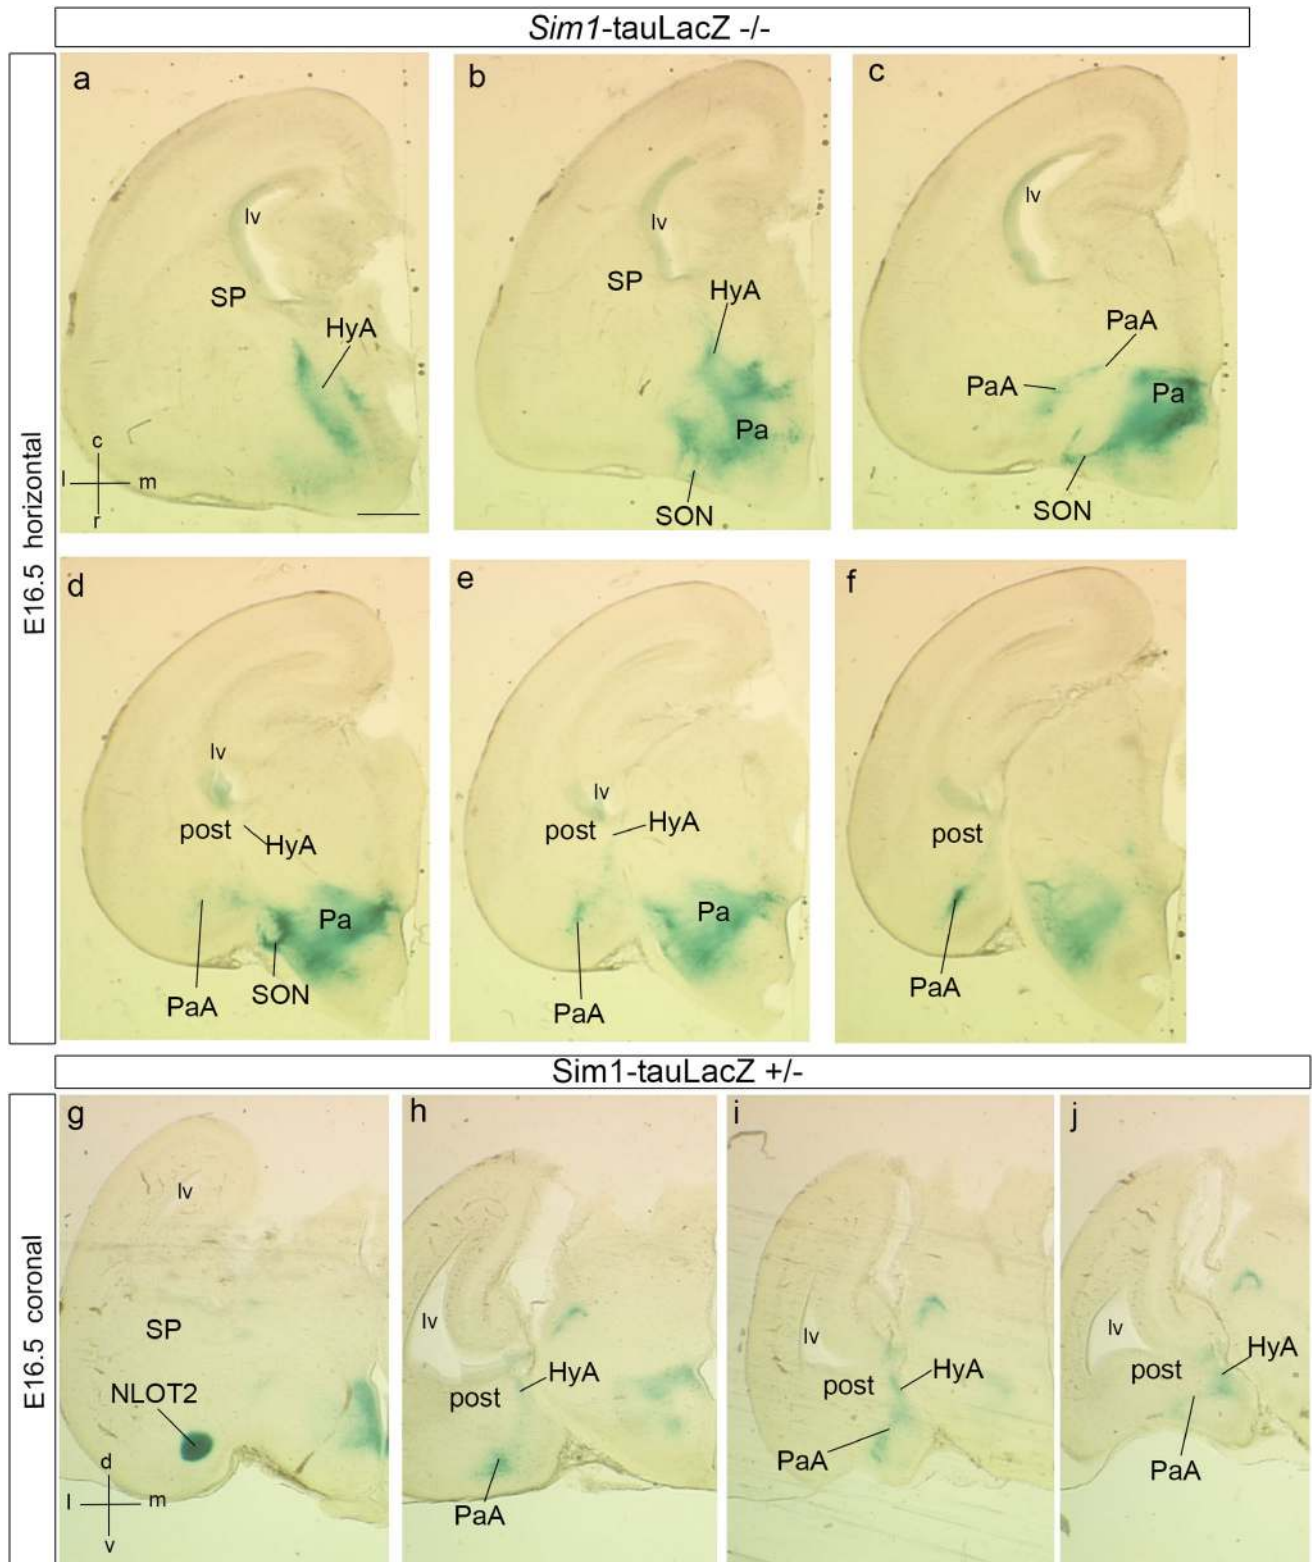 Sim1-tauLacZ -/-
E16.5 horizontal
a
lv
SP
HyA
c
l
m
r
b
lv
SP
HyA
Pa
SON
c
lv
PaA
PaA
Pa
SON
d
lv
post
HyA
Pa
PaA
SON
e
lv
post
HyA
Pa
PaA
f
post
PaA
Sim1-tauLacZ +/-
E16.5 coronal
g
lv
SP
NLOT2
d
l
m
v
h
lv
HyA
post
PaA
i
lv
HyA
post
PaA
j
lv
HyA
post
PaA